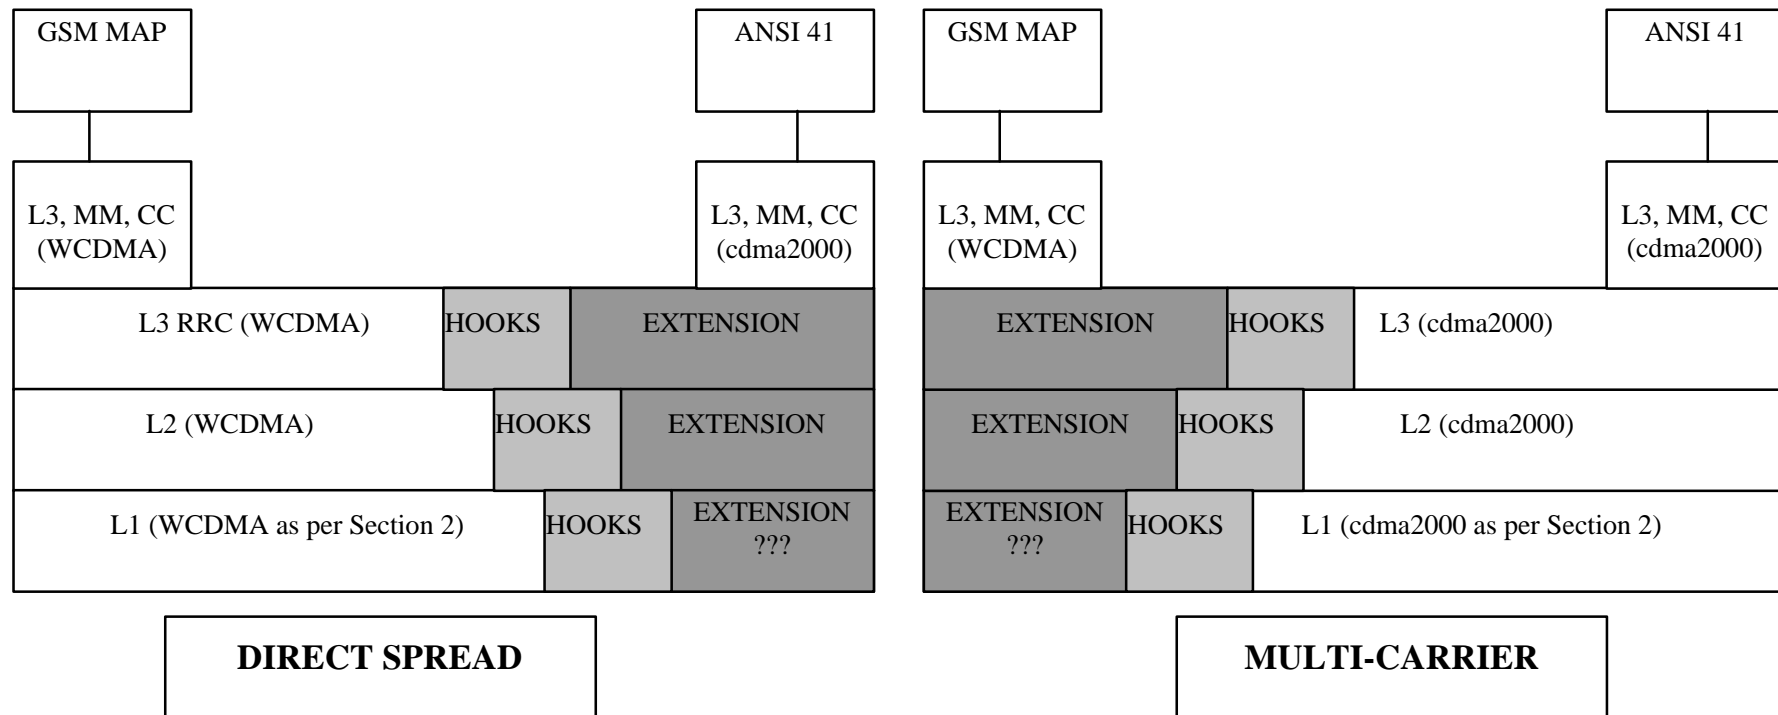 GSM MAP
ANSI 41
GSM MAP
ANSI 41
L3, MM, CC
(WCDMA)
L3, MM, CC
(cdma2000)
L3, MM, CC
(WCDMA)
L3, MM, CC
(cdma2000)
L3 RRC (WCDMA)
HOOKS
EXTENSION
EXTENSION
HOOKS
L3 (cdma2000)
L2 (WCDMA)
HOOKS
EXTENSION
EXTENSION
HOOKS
L2 (cdma2000)
L1 (WCDMA as per Section 2)
HOOKS
EXTENSION
???
EXTENSION
???
HOOKS
L1 (cdma2000 as per Section 2)
DIRECT SPREAD
MULTI-CARRIER